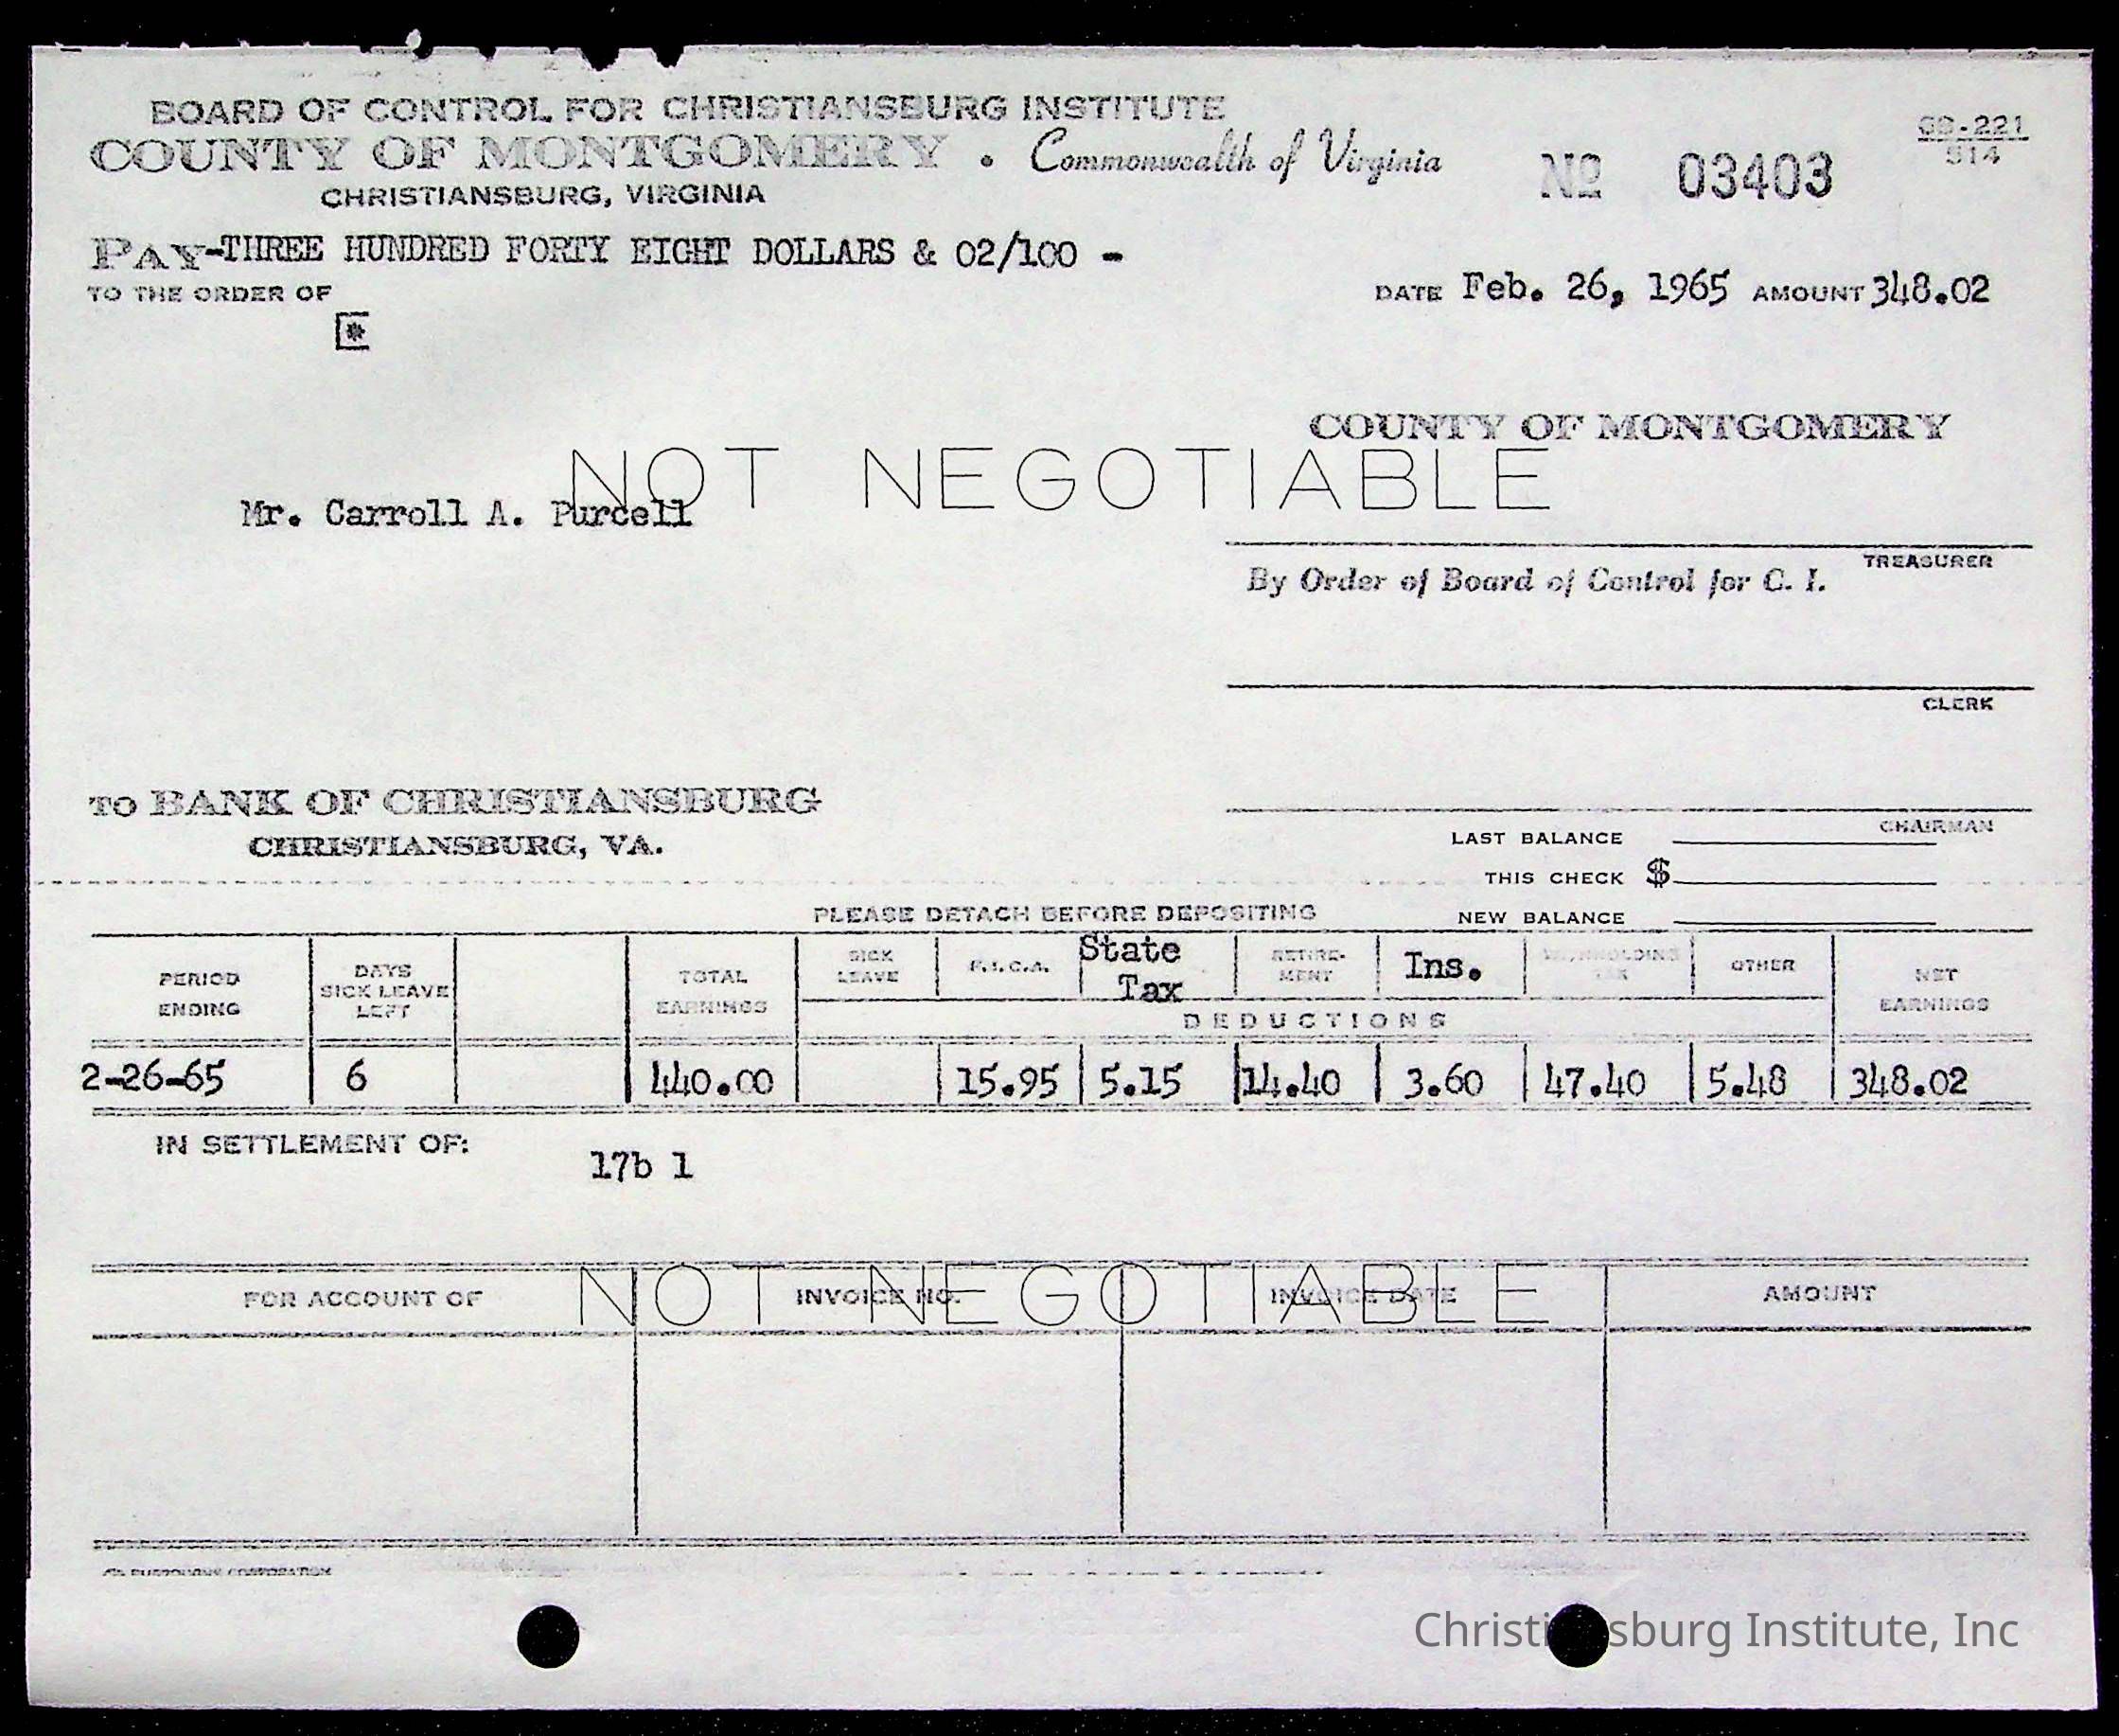 BOARD OF CONTROL FOR CHRISTIANSBURG INSTITUTE
COUNTY OF MONTGOMERY • Commonwealth of Virginia
CHRISTIANSBURG, VIRGINIA
No 03403
514
PAY-THREE HUNDRED FORTY EIGHT DOLLARS & 02/100 -
TO THE ORDER OF
DATE Feb. 26, 1965 AMOUNT 348.02
*
COUNTY OF MONTGOMERY
NOT NEGOTIABLE
Mr. Carroll A. Purcell
TREASURER
By Order of Board of Control for C. I.
CLERK
TO BANK OF CHRISTIANSBURG
CHRISTIANSBURG, VA.
CHAIRMAN
LAST BALANCE
THIS CHECK $
NEW BALANCE
PLEASE DETACH BEFORE DEPOSITING
PERIOD ENDING DAYS SICK LEAVE LEFT TOTAL EARNINGS SICK LEAVE F.I.C.A. State Tax RETIRE-MENT Ins. WITHHOLDING TAX OTHER NET EARNINGS
DEDUCTIONS
2-26-65 6 440.00 15.95 5.15 14.40 3.60 47.40 5.48 348.02
IN SETTLEMENT OF:
17b 1
NOT NEGOTIABLE
FOR ACCOUNT OF INVOICE NO. INVOICE DATE AMOUNT
Christiansburg Institute, Inc